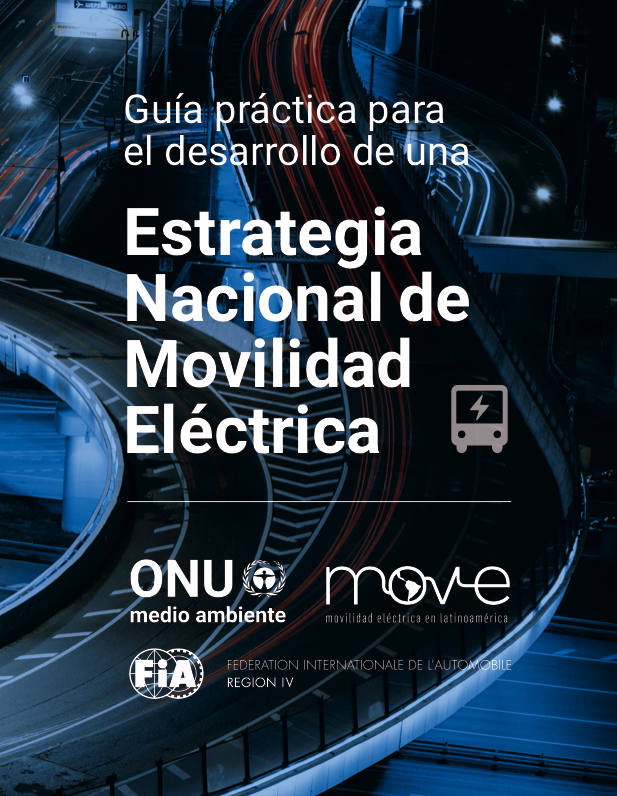 Guía práctica para
el desarrollo de una
Estrategia
Nacional de
Movilidad
Eléctrica
ONU
medio ambiente
move
movilidad eléctrica en latinoamérica
FiA
FEDERATION INTERNATIONALE DE L'AUTOMOBILE
REGION IV